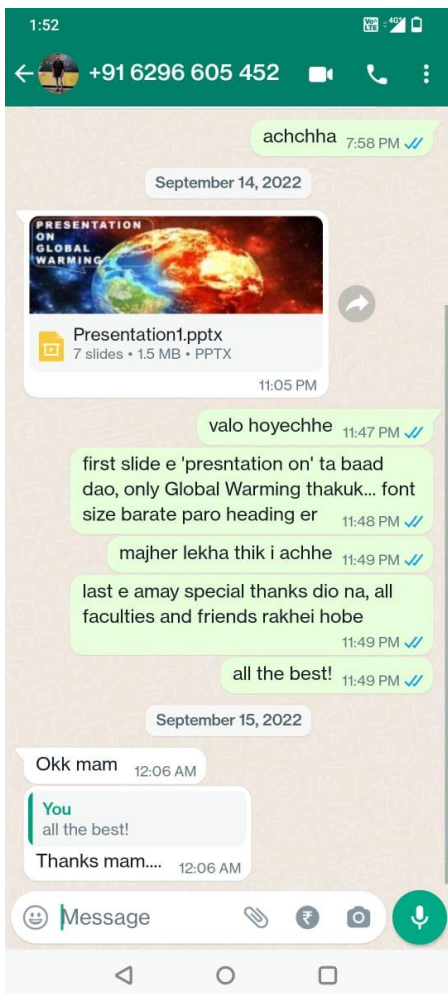 1:52
Vo) LTE 4G+
+91 6296 605 452
achchha 7:58 PM
September 14, 2022
PRESENTATION
ON
GLOBAL
WARMING
Presentation1.pptx
7 slides • 1.5 MB • PPTX
11:05 PM
valo hoyechhe 11:47 PM
first slide e 'presntation on' ta baad
dao, only Global Warming thakuk... font
size barate paro heading er 11:48 PM
majher lekha thik i achhe 11:49 PM
last e amay special thanks dio na, all
faculties and friends rakhei hobe
11:49 PM
all the best! 11:49 PM
September 15, 2022
Okk mam 12:06 AM
You
all the best!
Thanks mam.... 12:06 AM
Message
₹